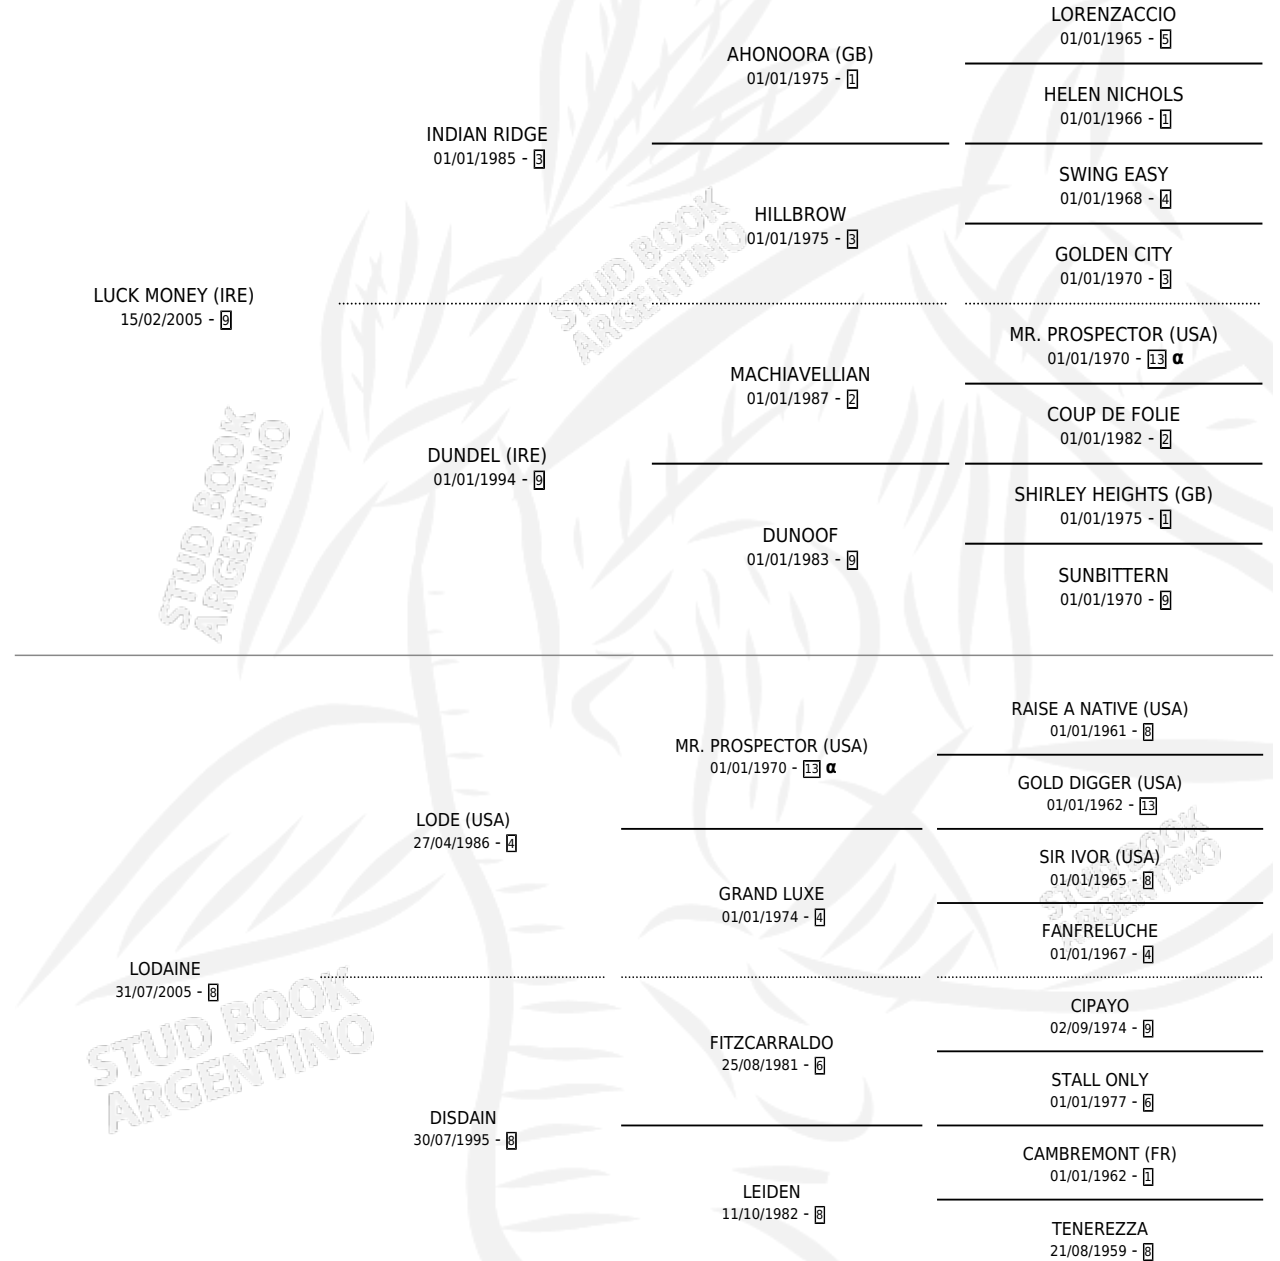 LORENZACCIO
01/01/1965 - 5
AHONOORA (GB)
01/01/1975 - 1
HELEN NICHOLS
01/01/1966 - 1
INDIAN RIDGE
01/01/1985 - 3
SWING EASY
01/01/1968 - 4
HILLBROW
01/01/1975 - 3
GOLDEN CITY
01/01/1970 - 3
LUCK MONEY (IRE)
15/02/2005 - 9
MR. PROSPECTOR (USA)
01/01/1970 - 13 α
MACHIAVELLIAN
01/01/1987 - 2
COUP DE FOLIE
01/01/1982 - 2
DUNDEL (IRE)
01/01/1994 - 9
SHIRLEY HEIGHTS (GB)
01/01/1975 - 1
DUNOOF
01/01/1983 - 9
SUNBITTERN
01/01/1970 - 9
RAISE A NATIVE (USA)
01/01/1961 - 8
MR. PROSPECTOR (USA)
01/01/1970 - 13 α
GOLD DIGGER (USA)
01/01/1962 - 13
LODE (USA)
27/04/1986 - 4
SIR IVOR (USA)
01/01/1965 - 8
GRAND LUXE
01/01/1974 - 4
FANFRELUCHE
01/01/1967 - 4
LODAINE
31/07/2005 - 8
CIPAYO
02/09/1974 - 9
FITZCARRALDO
25/08/1981 - 6
STALL ONLY
01/01/1977 - 6
DISDAIN
30/07/1995 - 8
CAMBREMONT (FR)
01/01/1962 - 1
LEIDEN
11/10/1982 - 8
TENEREZZA
21/08/1959 - 8
STUD BOOK
ARGENTINO
STUD BOOK
ARGENTINO
STUD BOOK
ARGENTINO
STUD BOOK
ARGENTINO